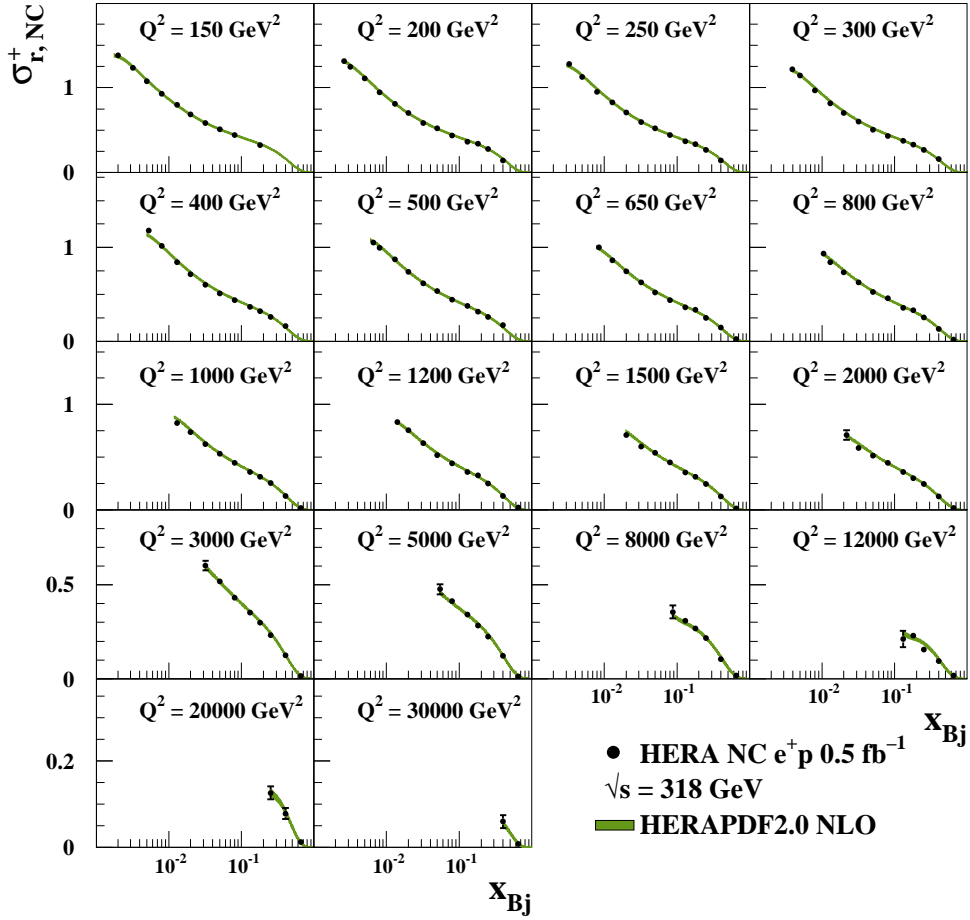 σ⁺r, NC
Q² = 150 GeV²
Q² = 200 GeV²
Q² = 250 GeV²
Q² = 300 GeV²
1
0
Q² = 400 GeV²
Q² = 500 GeV²
Q² = 650 GeV²
Q² = 800 GeV²
1
0
Q² = 1000 GeV²
Q² = 1200 GeV²
Q² = 1500 GeV²
Q² = 2000 GeV²
1
0
Q² = 3000 GeV²
Q² = 5000 GeV²
Q² = 8000 GeV²
Q² = 12000 GeV²
0.5
0
10⁻² 10⁻¹
10⁻² 10⁻¹
xBj
Q² = 20000 GeV²
Q² = 30000 GeV²
0.2
0
10⁻² 10⁻¹
10⁻² 10⁻¹
xBj
HERA NC e⁺p 0.5 fb⁻¹
√s = 318 GeV
HERAPDF2.0 NLO